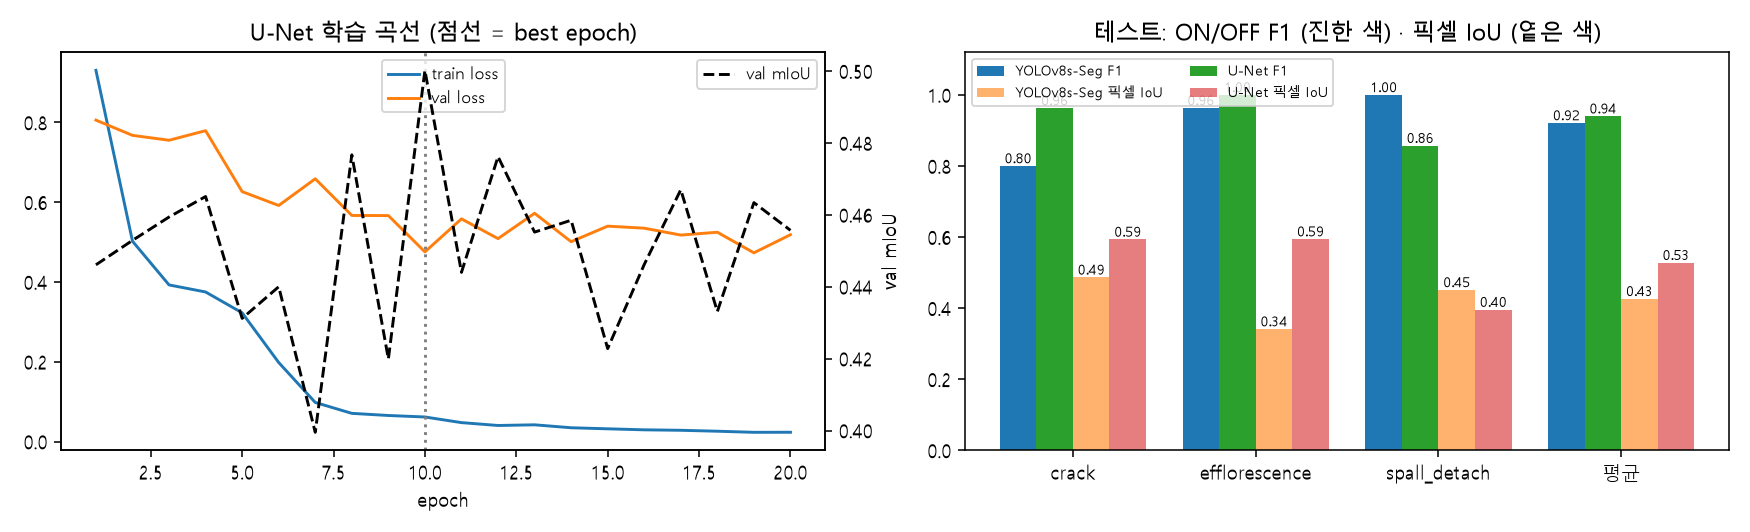 U-Net 학습 곡선 (점선 = best epoch)
train loss
val loss
val mIoU
0.8
0.6
0.4
0.2
0.0
0.50
0.48
0.46
0.44
0.42
0.40
val mIoU
2.5 5.0 7.5 10.0 12.5 15.0 17.5 20.0
epoch
테스트: ON/OFF F1 (진한 색) · 픽셀 IoU (옅은 색)
YOLOv8s-Seg F1
YOLOv8s-Seg 픽셀 IoU
U-Net F1
U-Net 픽셀 IoU
1.0
0.8
0.6
0.4
0.2
0.0
0.80 0.96 0.49 0.59
0.96 1.00 0.34 0.59
1.00 0.86 0.45 0.40
0.92 0.94 0.43 0.53
crack efflorescence spall_detach 평균